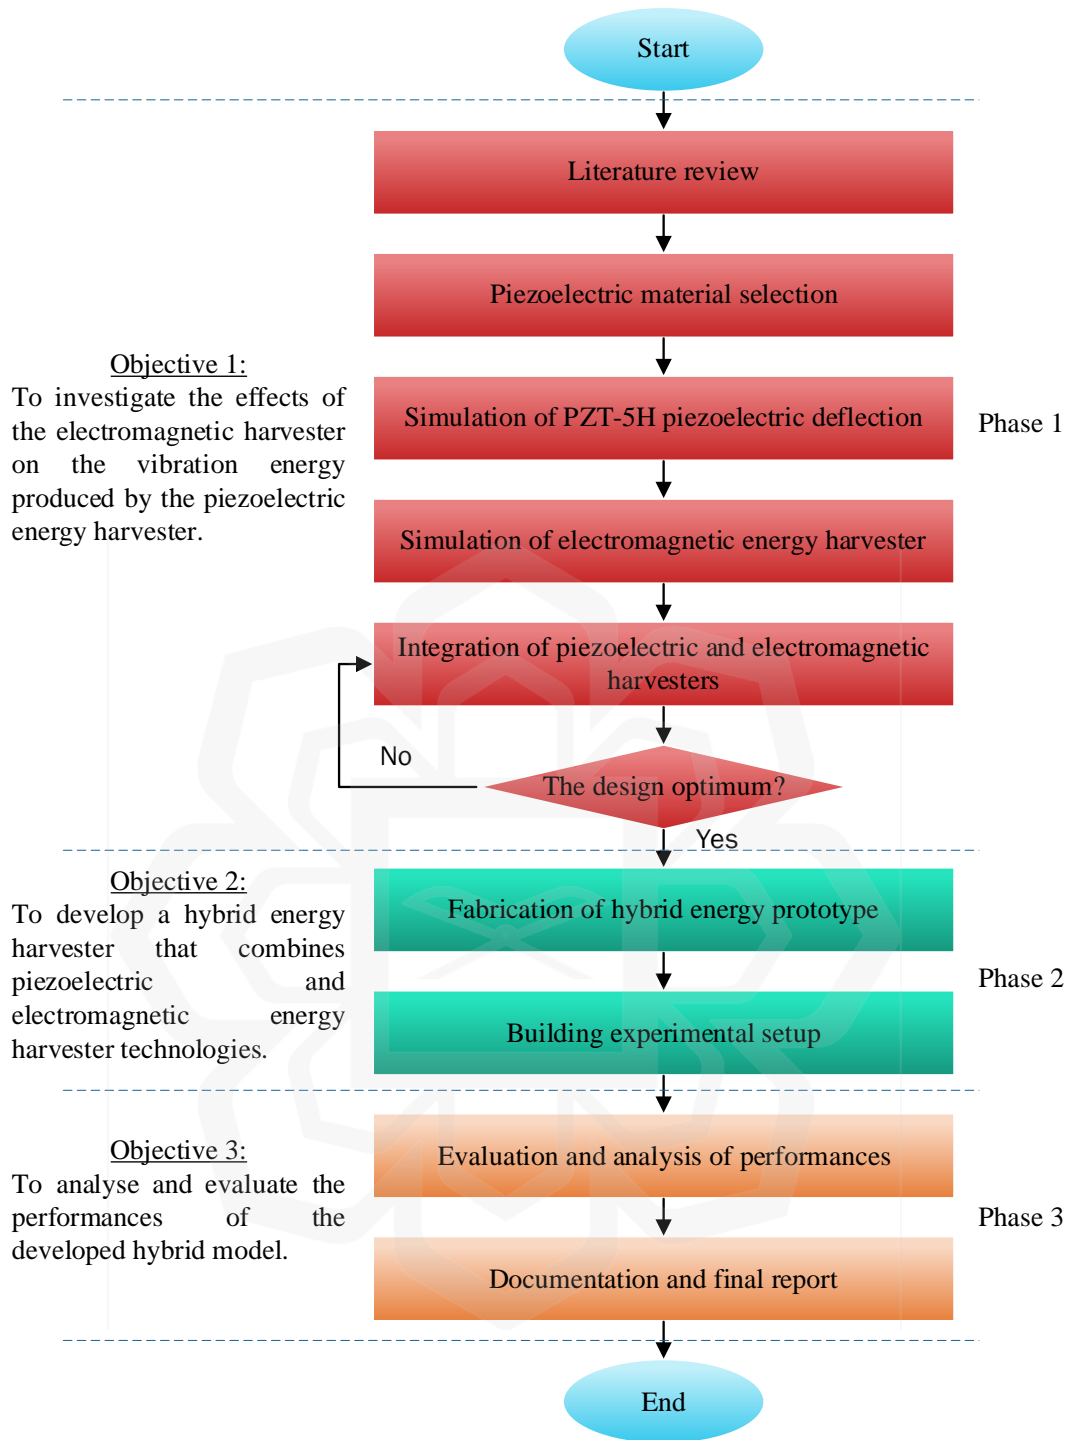 Start
Literature review
Piezoelectric material selection
Objective 1:
To investigate the effects of
the electromagnetic harvester
on the vibration energy
produced by the piezoelectric
energy harvester.
Simulation of PZT-5H piezoelectric deflection
Phase 1
Simulation of electromagnetic energy harvester
Integration of piezoelectric and electromagnetic
harvesters
No
The design optimum?
Yes
Objective 2:
To develop a hybrid energy
harvester that combines
piezoelectric and
electromagnetic energy
harvester technologies.
Fabrication of hybrid energy prototype
Phase 2
Building experimental setup
Objective 3:
To analyse and evaluate the
performances of the
developed hybrid model.
Evaluation and analysis of performances
Phase 3
Documentation and final report
End